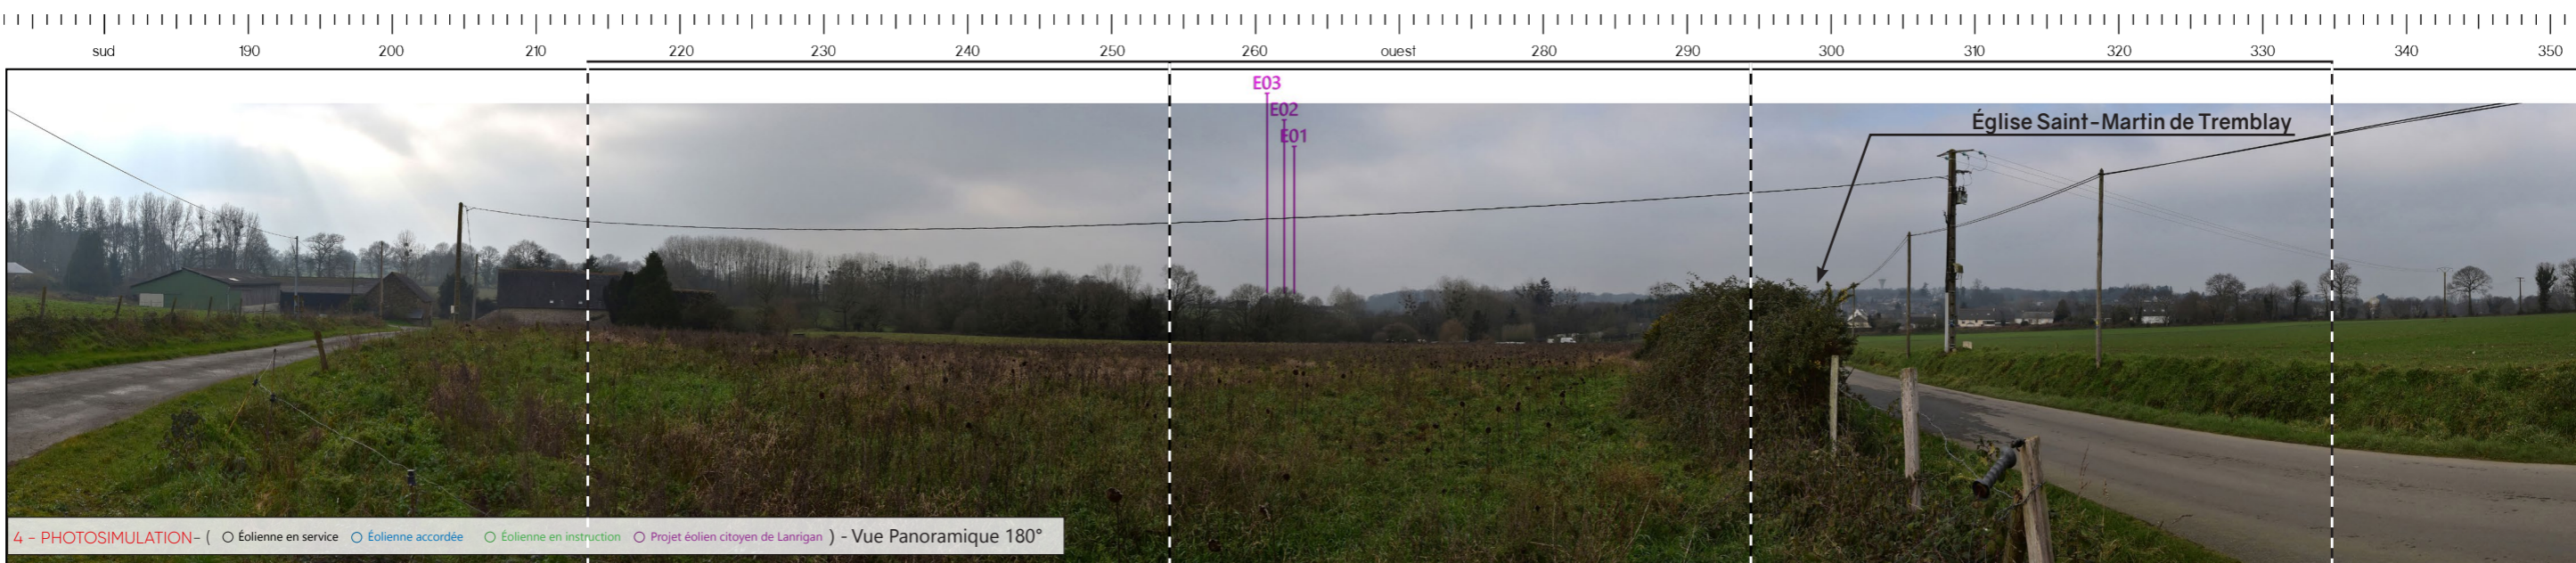 sud 190 200 210 220 230 240 250 260 ouest 280 290 300 310 320 330 340 350
E03
E02
E01
Église Saint-Martin de Tremblay
4 - PHOTOSIMULATION- ( Éolienne en service Éolienne accordée Éolienne en instruction Projet éolien citoyen de Lanrigan ) - Vue Panoramique 180°